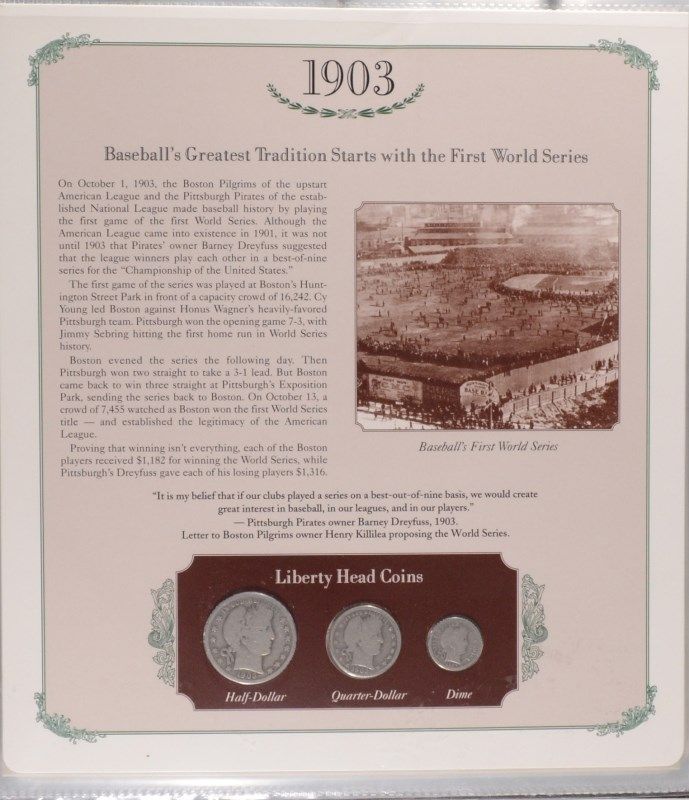 1903
Baseball's Greatest Tradition Starts with the First World Series
On October 1, 1903, the Boston Pilgrims of the upstart
American League and the Pittsburgh Pirates of the estab-
lished National League made baseball history by playing
the first game of the first World Series. Although the
American League came into existence in 1901, it was not
until 1903 that Pirates' owner Barney Dreyfuss suggested
that the league winners play each other in a best-of-nine
series for the "Championship of the United States."
The first game of the series was played at Boston's Hunt-
ington Street Park in front of a capacity crowd of 16,242. Cy
Young led Boston against Honus Wagner's heavily-favored
Pittsburgh team. Pittsburgh won the opening game 7-3, with
Jimmy Sebring hitting the first home run in World Series
history.
Boston evened the series the following day. Then
Pittsburgh won two straight to take a 3-1 lead. But Boston
came back to win three straight at Pittsburgh's Exposition
Park, sending the series back to Boston. On October 13, a
crowd of 7,455 watched as Boston won the first World Series
title — and established the legitimacy of the American
League.
Proving that winning isn't everything, each of the Boston
players received $1,182 for winning the World Series, while
Pittsburgh's Dreyfuss gave each of his losing players $1,316.
Baseball's First World Series
"It is my belief that if our clubs played a series on a best-out-of-nine basis, we would create
great interest in baseball, in our leagues, and in our players."
— Pittsburgh Pirates owner Barney Dreyfuss, 1903.
Letter to Boston Pilgrims owner Henry Killilea proposing the World Series.
Liberty Head Coins
Half-Dollar
Quarter-Dollar
Dime